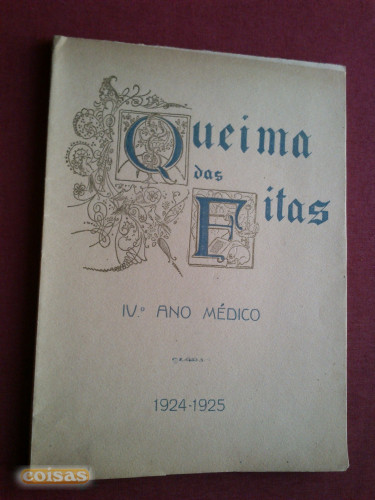 Queima
das
Fitas
IV.º ANO MÉDICO
1924-1925
coisas